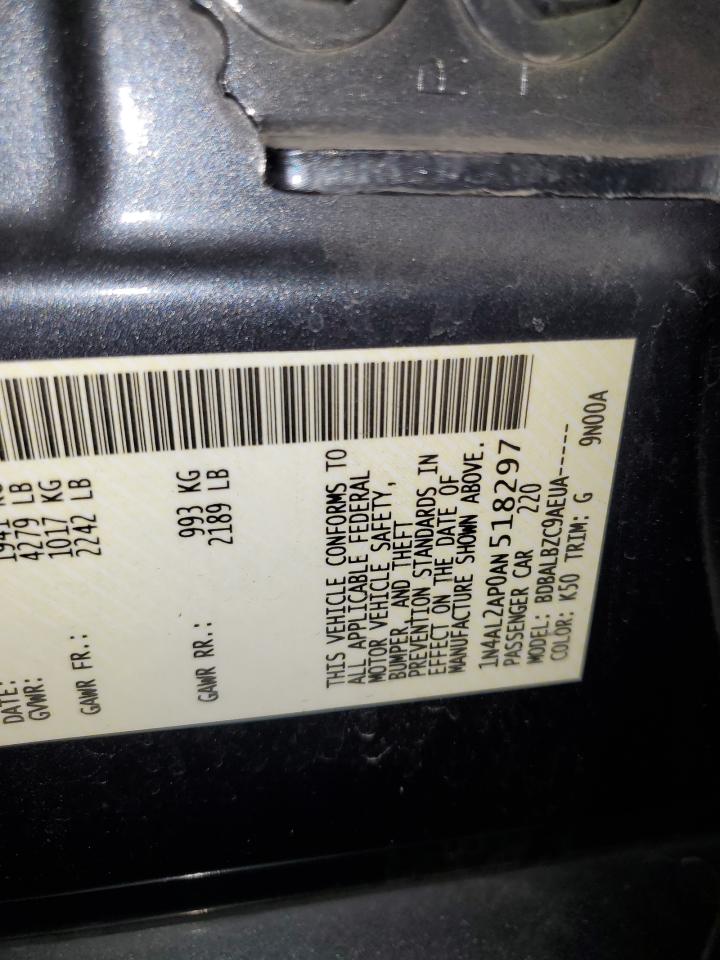 DATE:
GVWR: 1941 KG
4279 LB
GAWR FR.: 1017 KG
2242 LB
GAWR RR.: 993 KG
2189 LB
THIS VEHICLE CONFORMS TO
ALL APPLICABLE FEDERAL
MOTOR VEHICLE SAFETY,
BUMPER, AND THEFT
PREVENTION STANDARDS IN
EFFECT ON THE DATE OF
MANUFACTURE SHOWN ABOVE.
1N4AL2AP0AN518297
PASSENGER CAR 220
MODEL: BDBALBZC9AEUA-----
COLOR: K50 TRIM: G 9N00A